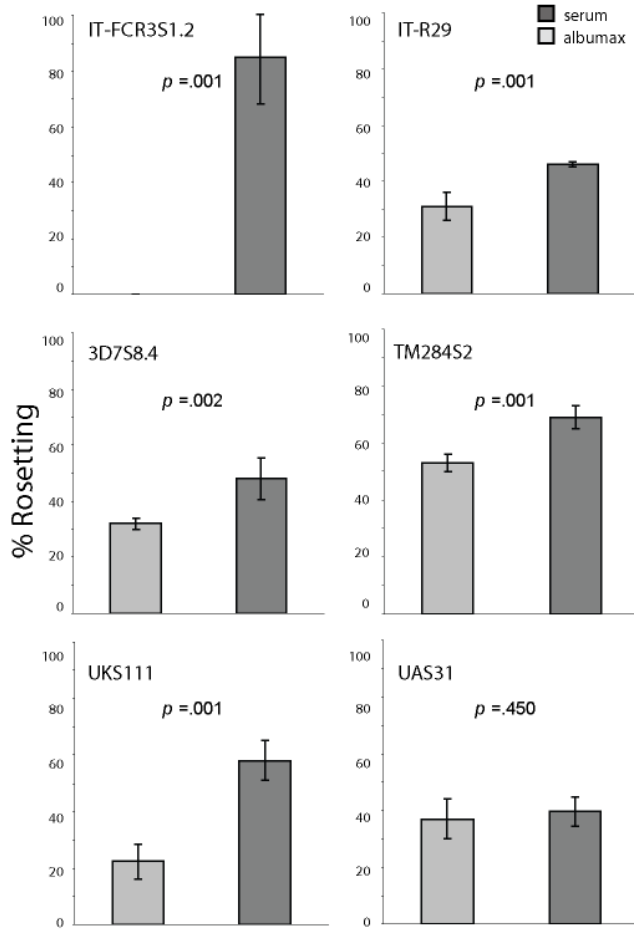 serum
albumax
IT-FCR3S1.2
p =.001
100
80
60
40
20
0
IT-R29
p =.001
100
80
60
40
20
0
% Rosetting
3D7S8.4
p =.002
100
80
60
40
20
0
TM284S2
p =.001
100
80
60
40
20
0
UKS111
p =.001
100
80
60
40
20
0
UAS31
p =.450
100
80
60
40
20
0